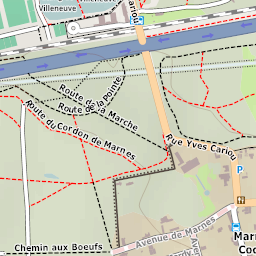 Villeneuve
Cariou
Route de la Pointe
Route de la Marche
Route du Cordon de Marnes
Rue Yves Cariou
P
P
Avenue de Marnes
Chemin aux Boeufs